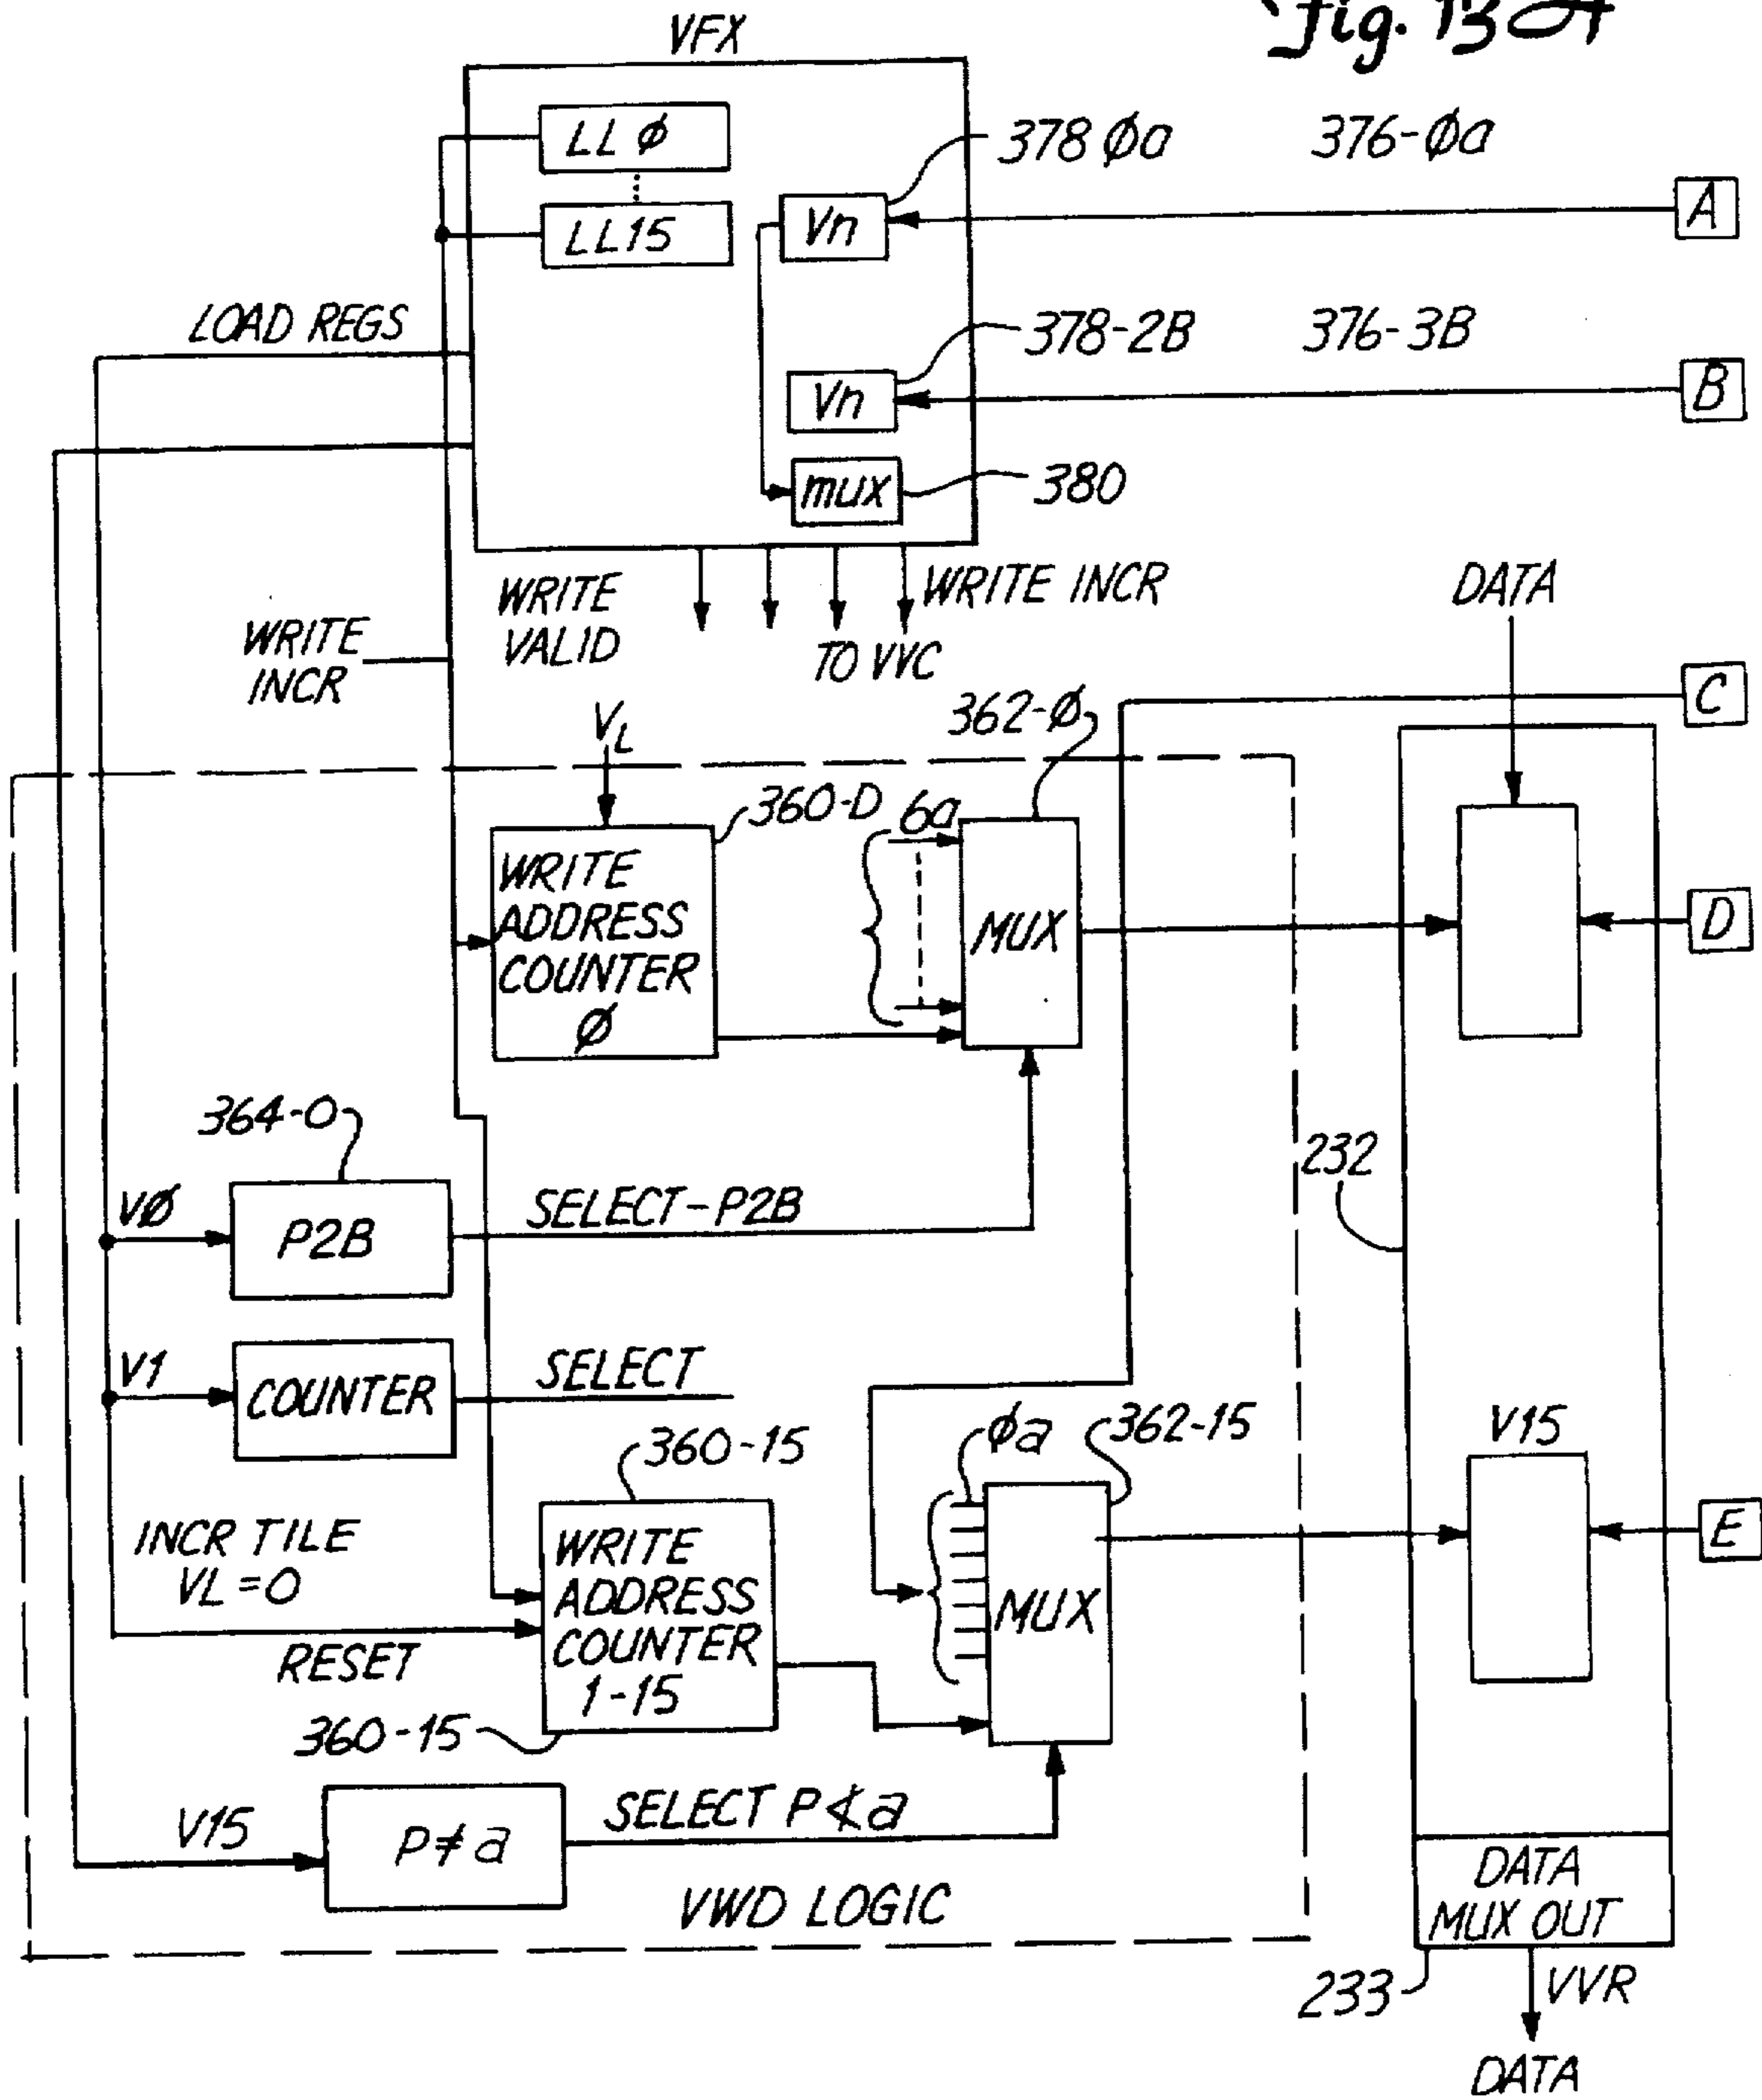 Fig. 13A
VFX
LL Ø
LL15
Vn
378 Øa
376-Øa
A
LOAD REGS
Vn
378-2B
376-3B
B
mux
380
WRITE
VALID
WRITE INCR
TO VVC
WRITE
INCR
DATA
C
362-Ø
VL
360-D
6a
WRITE
ADDRESS
COUNTER
Ø
MUX
D
364-0
VØ
P2B
SELECT-P2B
232
V1
COUNTER
SELECT
360-15
Øa
362-15
V15
INCR TILE
VL=0
RESET
WRITE
ADDRESS
COUNTER
1-15
MUX
E
360-15
V15
P≠a
SELECT P∢a
VWD LOGIC
DATA
MUX OUT
233
VVR
DATA